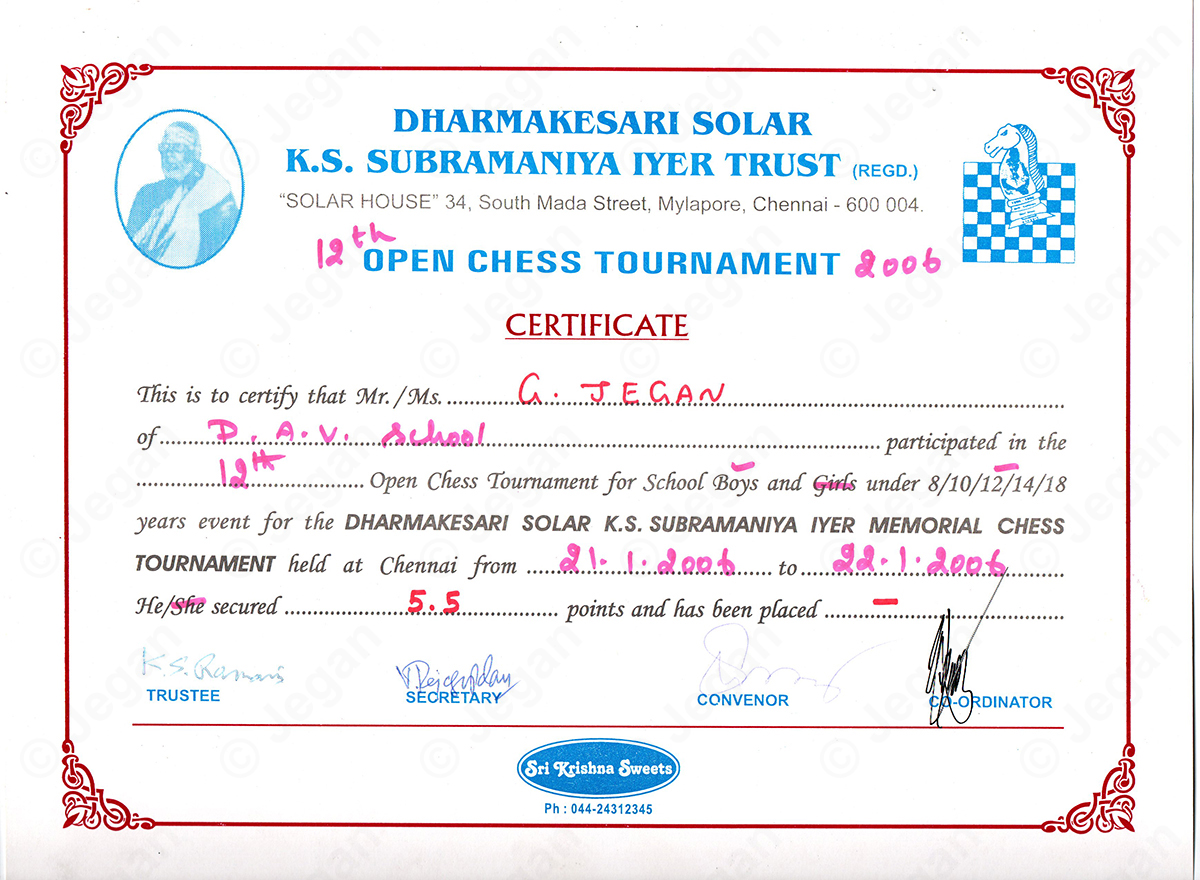 DHARMAKESARI SOLAR
K.S. SUBRAMANIYA IYER TRUST (REGD.)
"SOLAR HOUSE" 34, South Mada Street, Mylapore, Chennai - 600 004.
12th OPEN CHESS TOURNAMENT 2006
CERTIFICATE
This is to certify that Mr./Ms. G. JEGAN
of D. A. V. School participated in the
12th Open Chess Tournament for School Boys and Girls under 8/10/12/14/18
years event for the DHARMAKESARI SOLAR K.S. SUBRAMANIYA IYER MEMORIAL CHESS
TOURNAMENT held at Chennai from 21.1.2006 to 22.1.2006
He/She secured 5.5 points and has been placed –
K.S. Ramani
TRUSTEE SECRETARY CONVENOR CO-ORDINATOR
Sri Krishna Sweets
Ph : 044-24312345
© Jegan